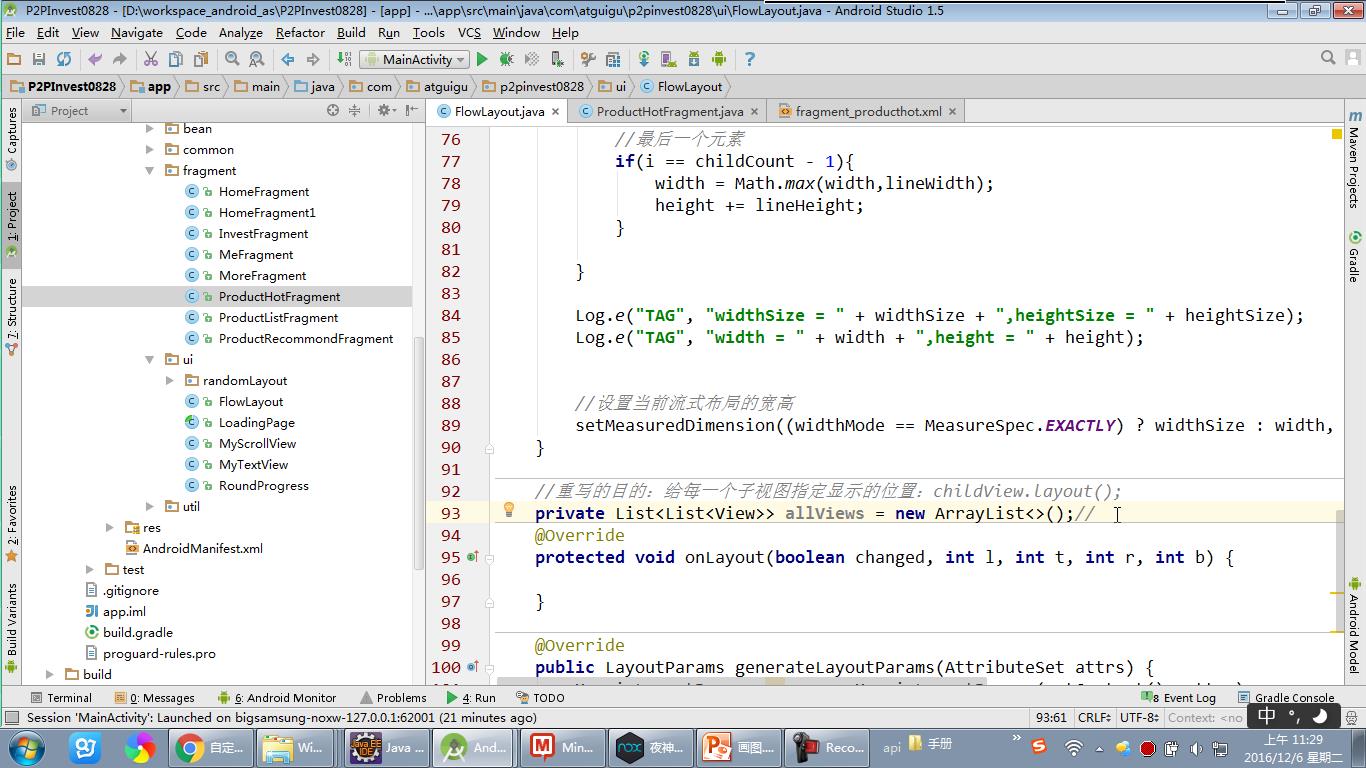 P2PInvest0828 - [D:\workspace_android_as\P2PInvest0828] - [app] - ...\app\src\main\java\com\atguigu\p2pinvest0828\ui\FlowLayout.java - Android Studio 1.5
File Edit View Navigate Code Analyze Refactor Build Run Tools VCS Window Help
MainActivity
P2PInvest0828 app src main java com atguigu p2pinvest0828 ui FlowLayout
Project
FlowLayout.java ProductHotFragment.java fragment_producthot.xml
Captures
1: Project
7: Structure
2: Favorites
Build Variants
bean
common
fragment
HomeFragment
HomeFragment1
InvestFragment
MeFragment
MoreFragment
ProductHotFragment
ProductListFragment
ProductRecommondFragment
ui
randomLayout
FlowLayout
LoadingPage
MyScrollView
MyTextView
RoundProgress
util
res
AndroidManifest.xml
test
.gitignore
app.iml
build.gradle
proguard-rules.pro
build
76 //最后一个元素
77 if(i == childCount - 1){
78 width = Math.max(width,lineWidth);
79 height += lineHeight;
80 }
81
82 }
83
84 Log.e("TAG", "widthSize = " + widthSize + ",heightSize = " + heightSize);
85 Log.e("TAG", "width = " + width + ",height = " + height);
86
87
88 //设置当前流式布局的宽高
89 setMeasuredDimension((widthMode == MeasureSpec.EXACTLY) ? widthSize : width,
90 }
91
92 //重写的目的：给每一个子视图指定显示的位置：childView.layout();
93 private List<List<View>> allViews = new ArrayList<>();//
94 @Override
95 protected void onLayout(boolean changed, int l, int t, int r, int b) {
96
97 }
98
99 @Override
100 public LayoutParams generateLayoutParams(AttributeSet attrs) {
Maven Projects
Gradle
Android Model
Terminal 0: Messages 6: Android Monitor Problems 4: Run TODO 8 Event Log Gradle Console
Session 'MainActivity': Launched on bigsamsung-noxw-127.0.0.1:62001 (21 minutes ago) 93:61 CRLF UTF-8 Context: <no
中 °,
自定... Wi... Java ... And... Min... 夜神... 画图... Reco... api 手册 »
上午 11:29
2016/12/6 星期二